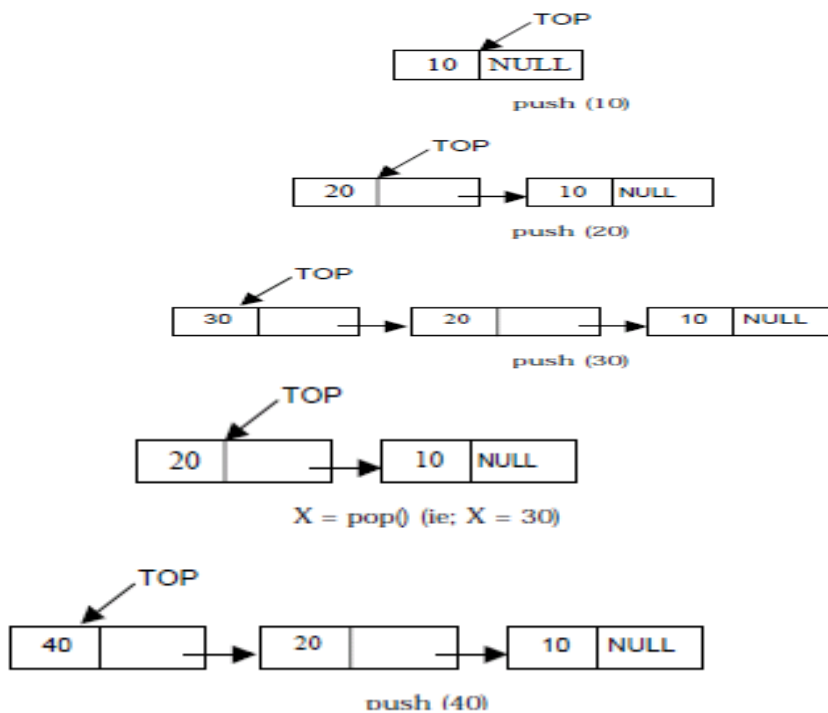 TOP
10 NULL
push (10)
TOP
20 10 NULL
push (20)
TOP
30 20 10 NULL
push (30)
TOP
20 10 NULL
X = pop() (ie; X = 30)
TOP
40 20 10 NULL
push (40)